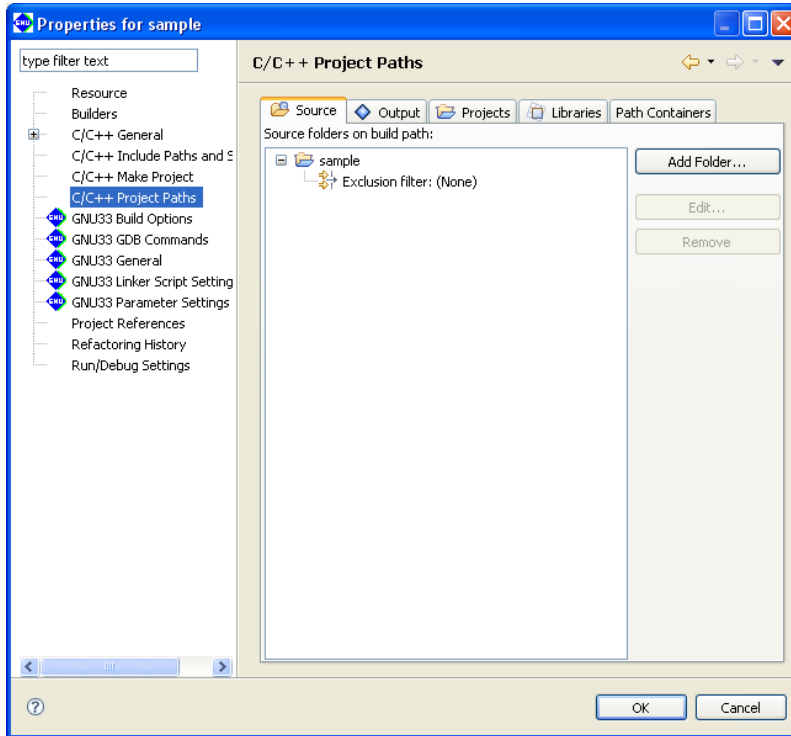 Properties for sample
type filter text
Resource
Builders
C/C++ General
C/C++ Include Paths and S
C/C++ Make Project
C/C++ Project Paths
GNU33 Build Options
GNU33 GDB Commands
GNU33 General
GNU33 Linker Script Setting
GNU33 Parameter Settings
Project References
Refactoring History
Run/Debug Settings
C/C++ Project Paths
Source Output Projects Libraries Path Containers
Source folders on build path:
sample
Exclusion filter: (None)
Add Folder...
Edit...
Remove
OK Cancel